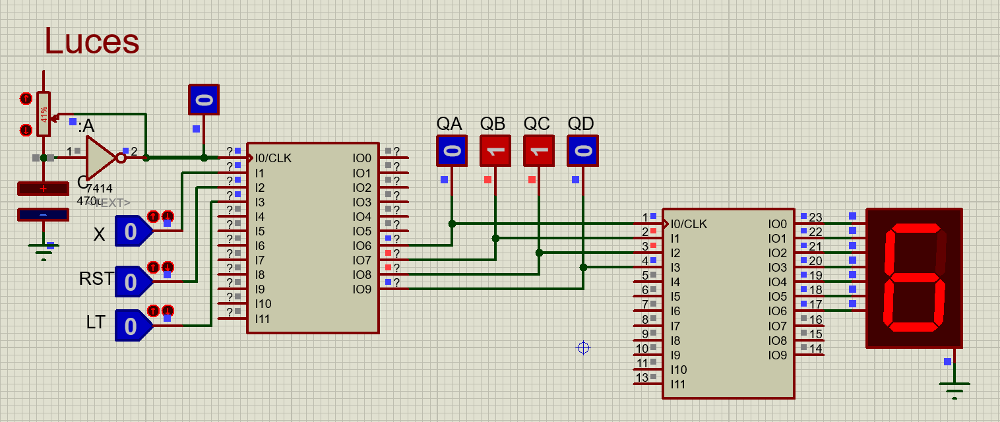 Luces
0
QA QB QC QD
0 1 1 0
41%
:A
1 2
7414
C
470u
<TEXT>
X 0
RST 0
LT 0
? I0/CLK IO0 ?
? I1 IO1 ?
? I2 IO2 ?
? I3 IO3 ?
? I4 IO4 ?
? I5 IO5 ?
? I6 IO6 ?
? I7 IO7 ?
? I8 IO8 ?
? I9 IO9 ?
? I10
? I11
1 I0/CLK IO0 23
2 I1 IO1 22
3 I2 IO2 21
4 I3 IO3 20
5 I4 IO4 19
6 I5 IO5 18
7 I6 IO6 17
8 I7 IO7 16
9 I8 IO8 15
10 I9 IO9 14
11 I10
13 I11
6